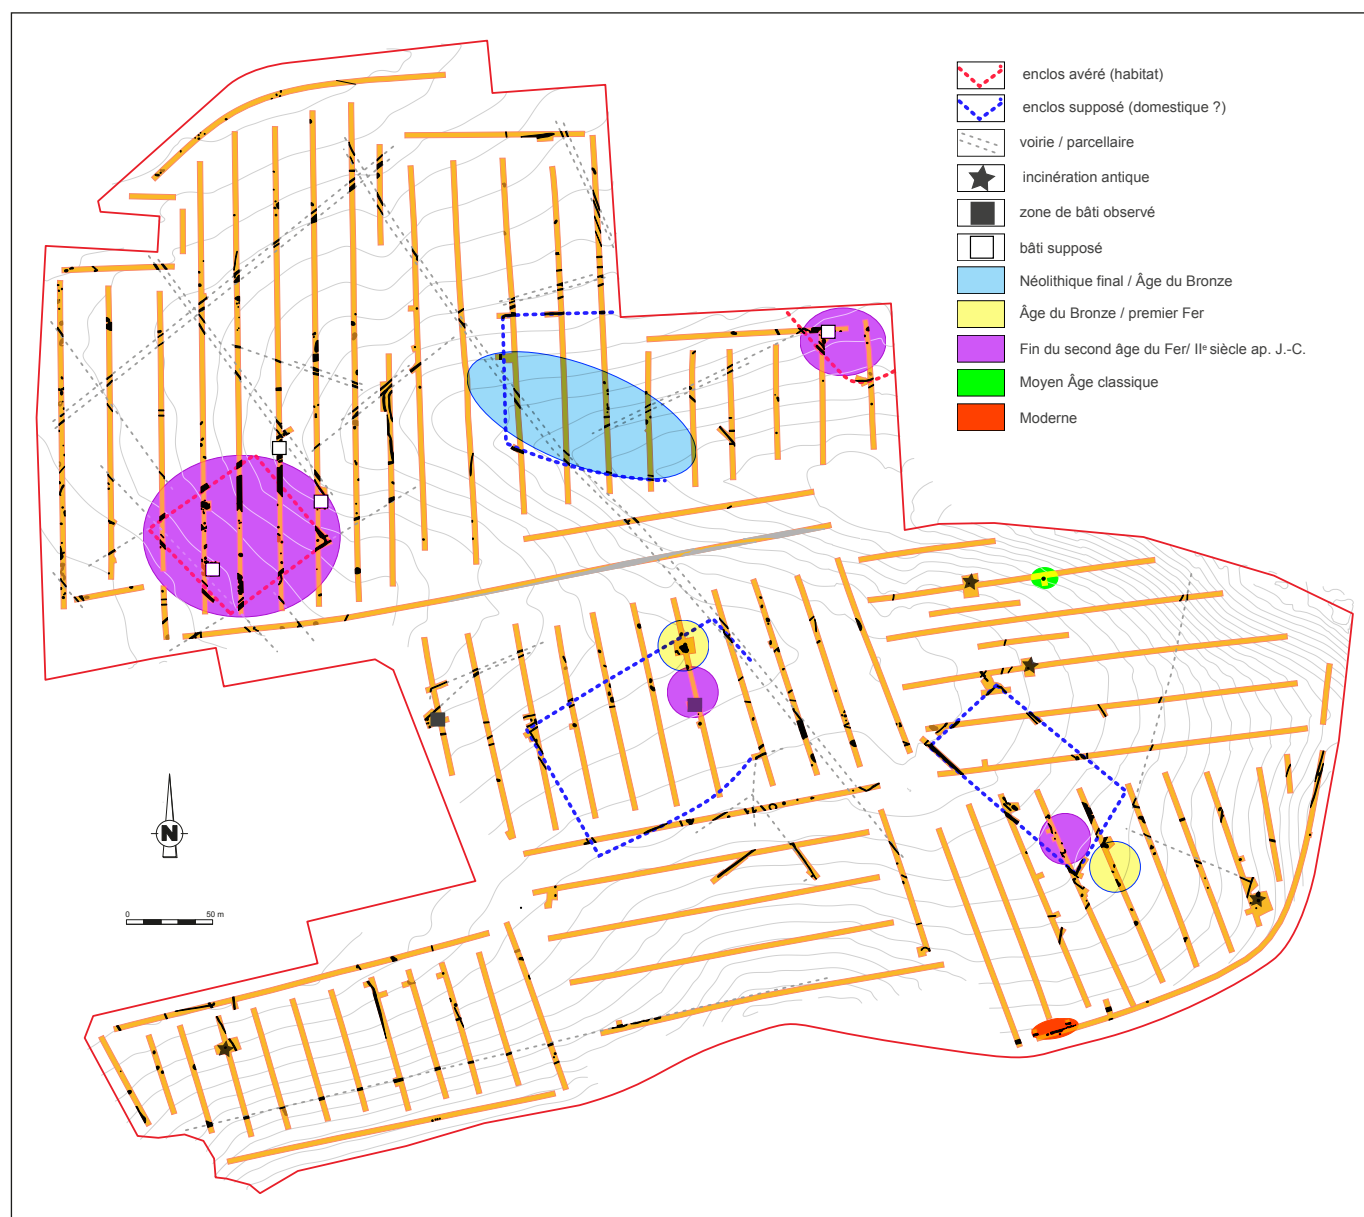 enclos avéré (habitat)
enclos supposé (domestique ?)
voirie / parcellaire
incinération antique
zone de bâti observé
bâti supposé
Néolithique final / Âge du Bronze
Âge du Bronze / premier Fer
Fin du second âge du Fer/ IIe siècle ap. J.-C.
Moyen Âge classique
Moderne
N
0 50 m